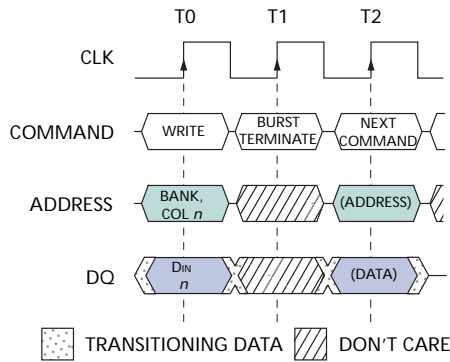 T0 T1 T2
CLK
COMMAND WRITE BURST TERMINATE NEXT COMMAND
ADDRESS BANK, COL n (ADDRESS)
DQ DIN n (DATA)
TRANSITIONING DATA DON'T CARE